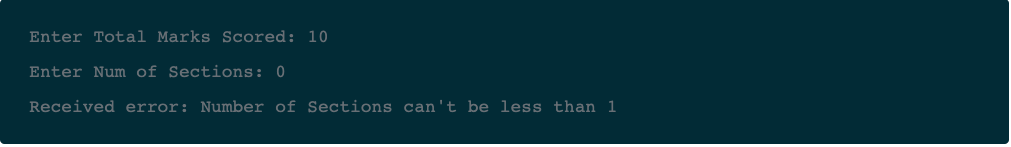 Enter Total Marks Scored: 10
Enter Num of Sections: 0
Received error: Number of Sections can't be less than 1